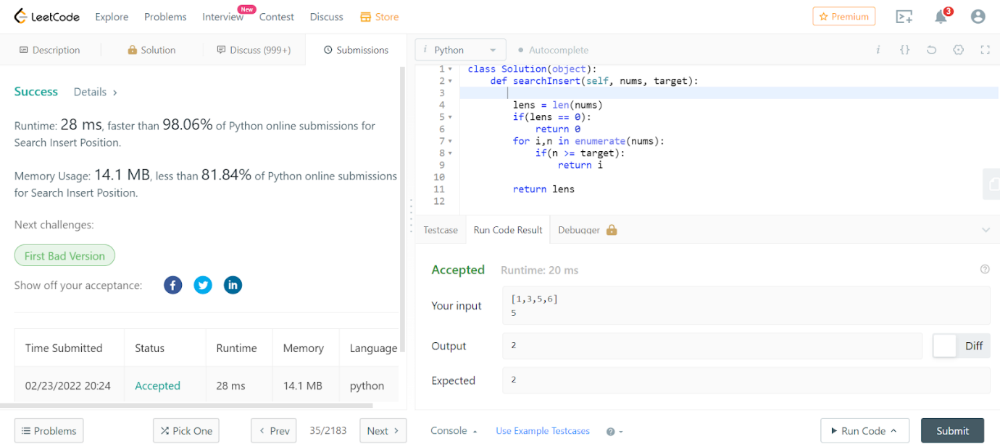 LeetCode Explore Problems Interview New Contest Discuss Store Premium 3
Description Solution Discuss (999+) Submissions
i Python Autocomplete i {}
Success Details >
Runtime: 28 ms, faster than 98.06% of Python online submissions for
Search Insert Position.
Memory Usage: 14.1 MB, less than 81.84% of Python online submissions
for Search Insert Position.
Next challenges:
First Bad Version
Show off your acceptance:
Time Submitted Status Runtime Memory Language
02/23/2022 20:24 Accepted 28 ms 14.1 MB python
1 class Solution(object):
2 def searchInsert(self, nums, target):
3
4 lens = len(nums)
5 if(lens == 0):
6 return 0
7 for i,n in enumerate(nums):
8 if(n >= target):
9 return i
10
11 return lens
12
Testcase Run Code Result Debugger
Accepted Runtime: 20 ms
Your input
[1,3,5,6]
5
Output 2 Diff
Expected 2
Problems Pick One < Prev 35/2183 Next >
Console Use Example Testcases Run Code Submit